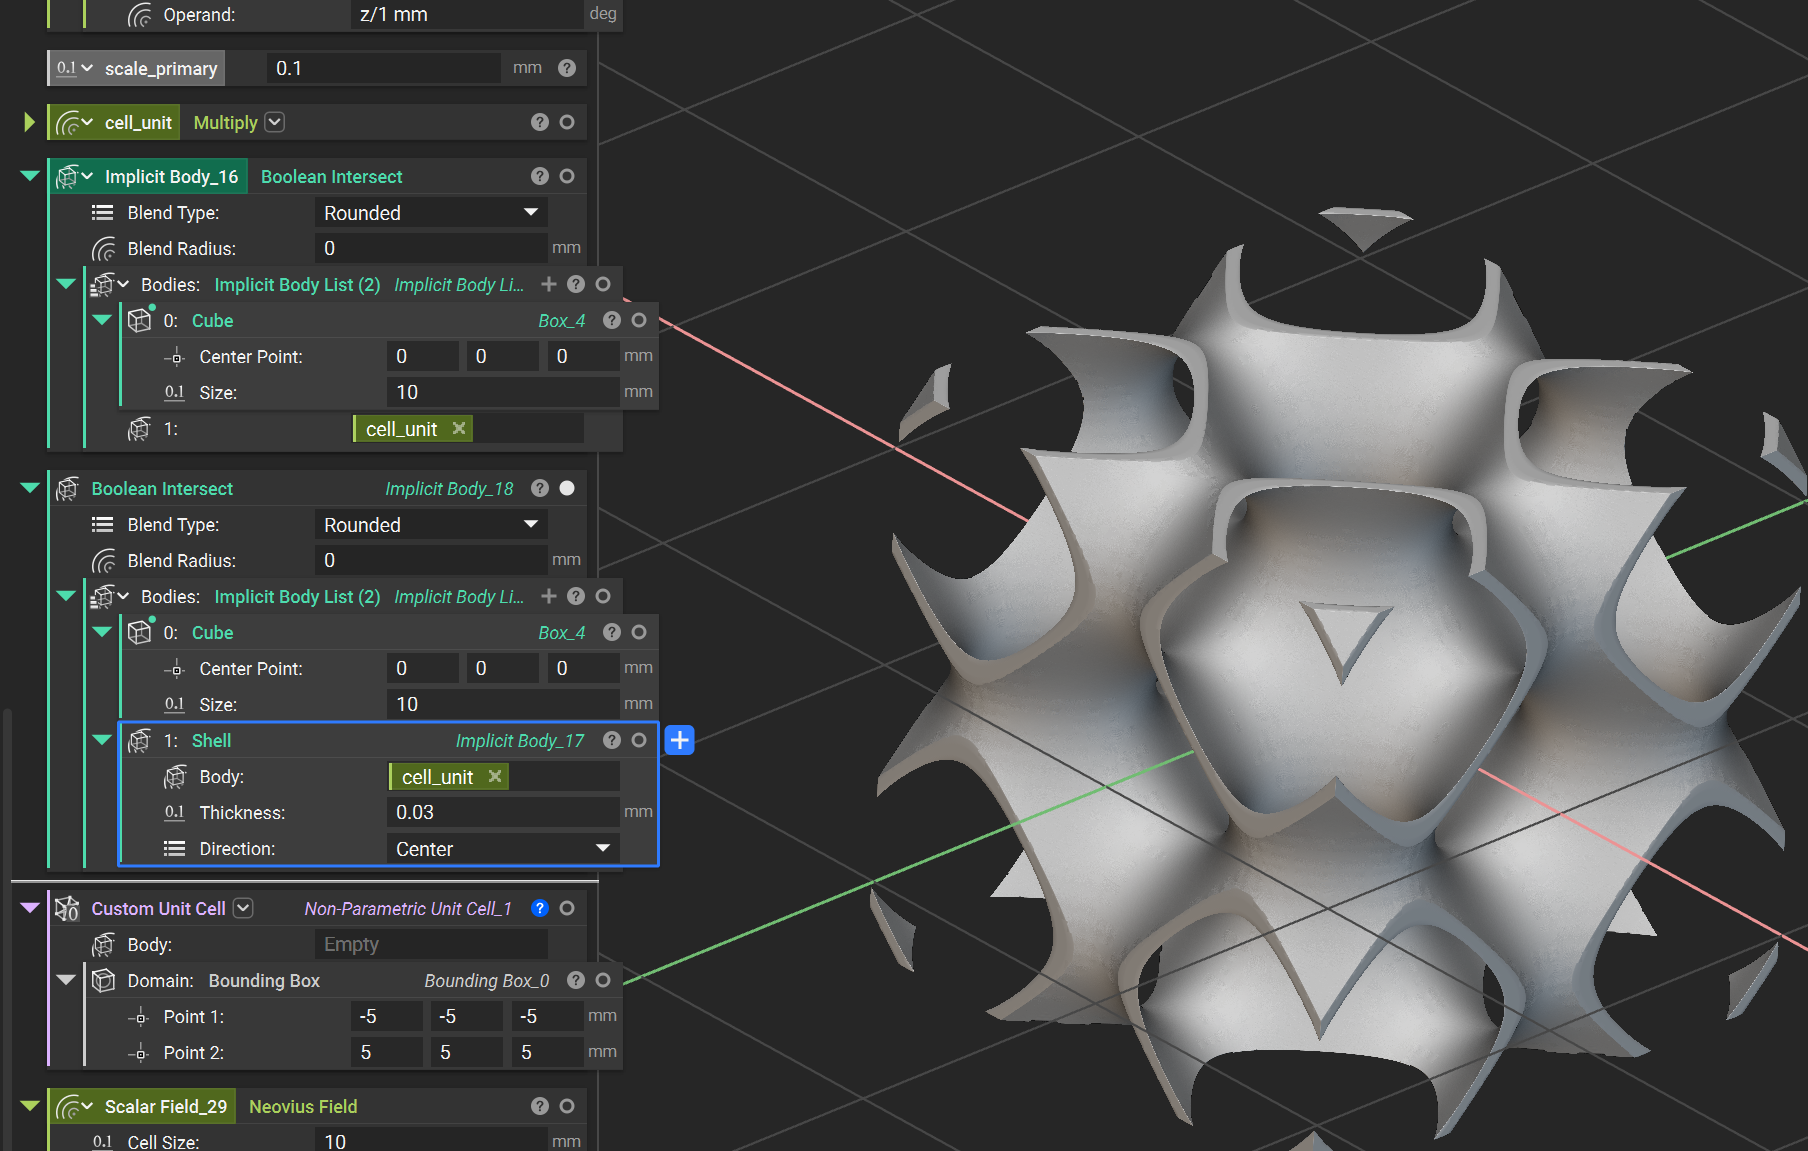 Operand: z/1 mm deg
0.1 scale_primary 0.1 mm ?
cell_unit Multiply ?
Implicit Body_16 Boolean Intersect ?
Blend Type: Rounded
Blend Radius: 0 mm
Bodies: Implicit Body List (2) Implicit Body Li... + ?
0: Cube Box_4 ?
Center Point: 0 0 0 mm
0.1 Size: 10 mm
1: cell_unit ×
Boolean Intersect Implicit Body_18 ?
Blend Type: Rounded
Blend Radius: 0 mm
Bodies: Implicit Body List (2) Implicit Body Li... + ?
0: Cube Box_4 ?
Center Point: 0 0 0 mm
0.1 Size: 10 mm
1: Shell Implicit Body_17 ? +
Body: cell_unit ×
0.1 Thickness: 0.03 mm
Direction: Center
Custom Unit Cell Non-Parametric Unit Cell_1 ?
Body: Empty
Domain: Bounding Box Bounding Box_0 ?
Point 1: -5 -5 -5 mm
Point 2: 5 5 5 mm
Scalar Field_29 Neovius Field ?
0.1 Cell Size: 10 mm